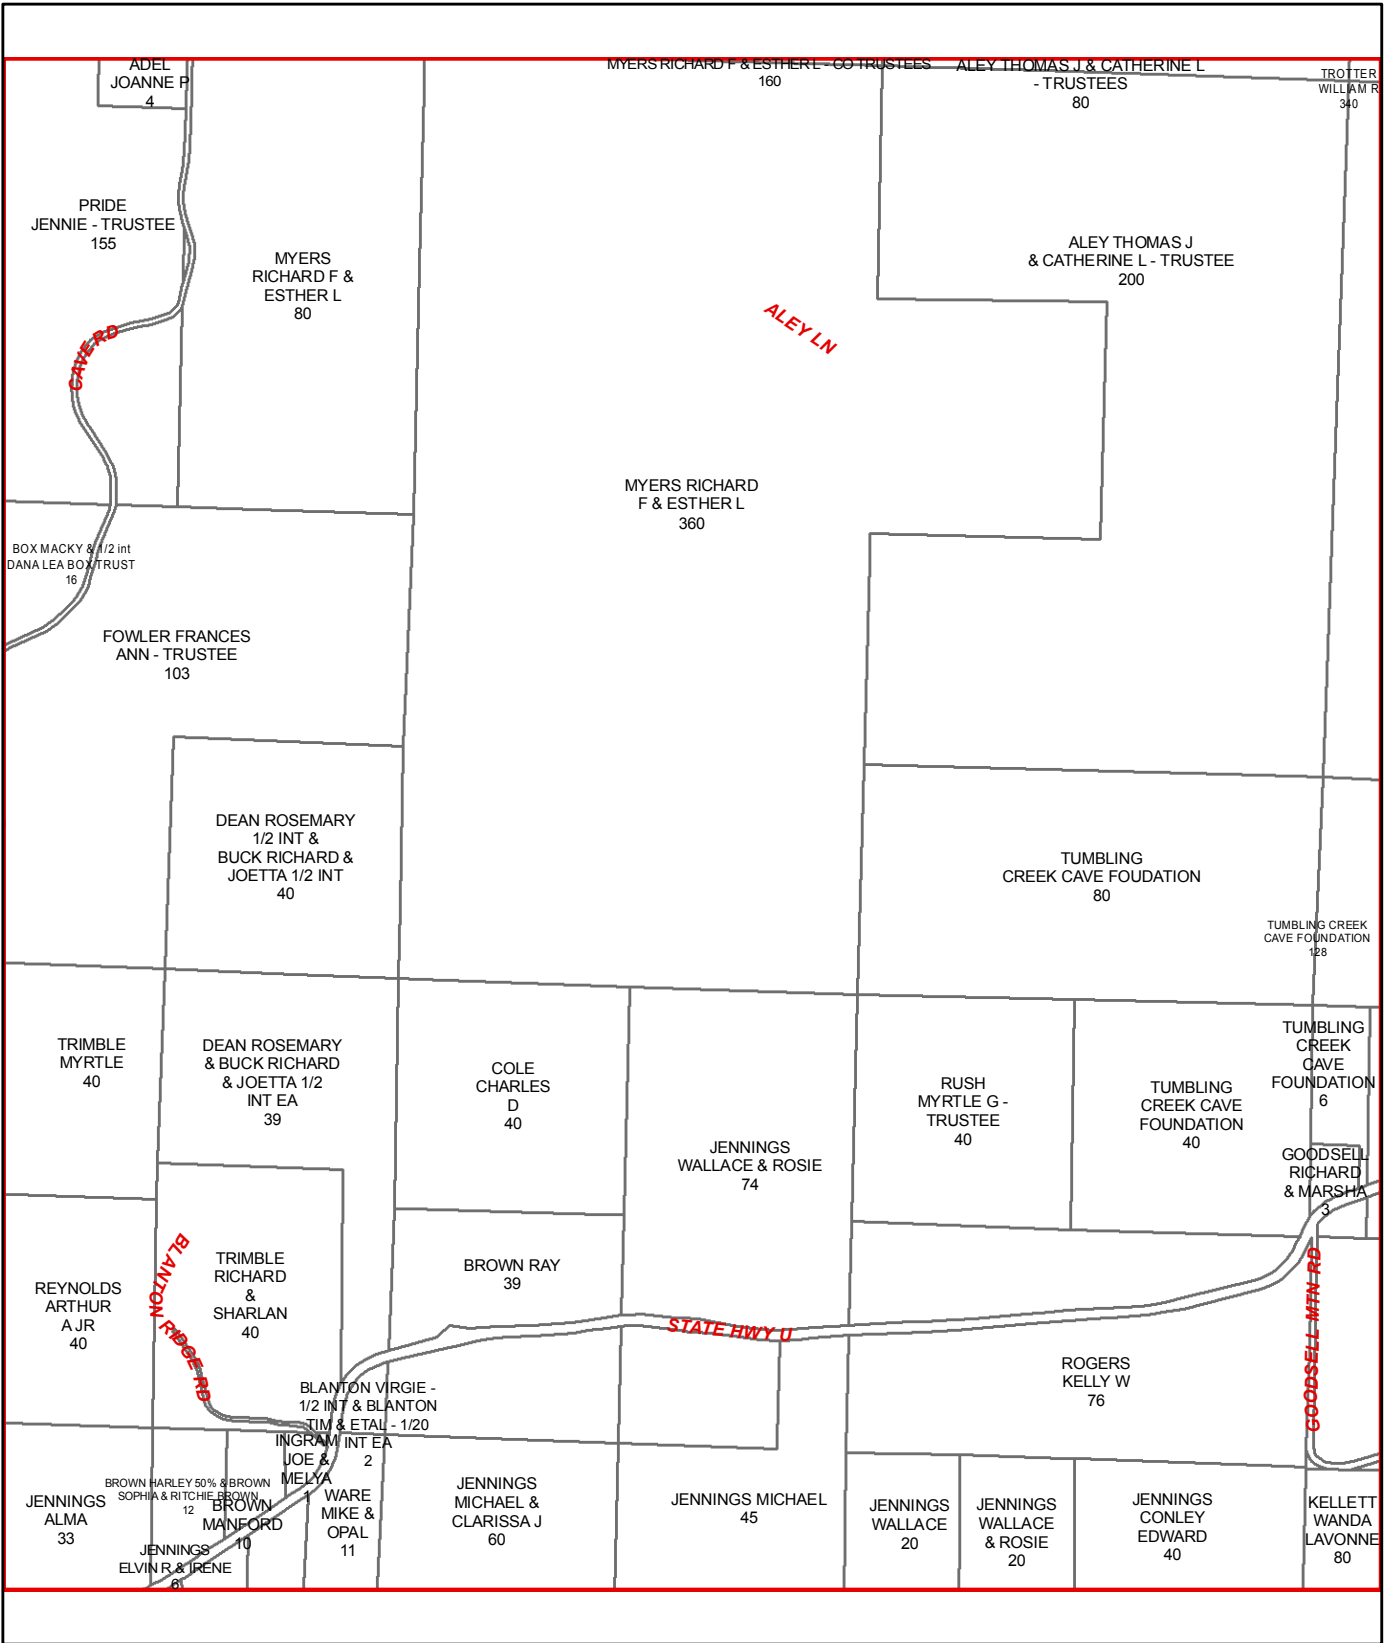 ADEL
JOANNE P
4
MYERS RICHARD F & ESTHER L - CO TRUSTEES
160
ALEY THOMAS J & CATHERINE L
- TRUSTEES
80
TROTTER
WILLIAM R
340
PRIDE
JENNIE - TRUSTEE
155
MYERS
RICHARD F &
ESTHER L
80
ALEY THOMAS J
& CATHERINE L - TRUSTEE
200
ALEY LN
CAVE RD
MYERS RICHARD
F & ESTHER L
360
BOX MACKY & 1/2 int
DANA LEA BOX TRUST
16
FOWLER FRANCES
ANN - TRUSTEE
103
DEAN ROSEMARY
1/2 INT &
BUCK RICHARD &
JOETTA 1/2 INT
40
TUMBLING
CREEK CAVE FOUDATION
80
TUMBLING CREEK
CAVE FOUNDATION
128
TRIMBLE
MYRTLE
40
DEAN ROSEMARY
& BUCK RICHARD
& JOETTA 1/2
INT EA
39
COLE
CHARLES
D
40
JENNINGS
WALLACE & ROSIE
74
RUSH
MYRTLE G -
TRUSTEE
40
TUMBLING
CREEK CAVE
FOUNDATION
40
TUMBLING
CREEK
CAVE
FOUNDATION
6
GOODSELL
RICHARD
& MARSHA
3
REYNOLDS
ARTHUR
A JR
40
BLANTON RIDGE RD
TRIMBLE
RICHARD
&
SHARLAN
40
BROWN RAY
39
STATE HWY U
ROGERS
KELLY W
76
GOODSELL MTN RD
BLANTON VIRGIE -
1/2 INT & BLANTON
TIM & ETAL - 1/20
INT EA
2
INGRAM
JOE &
MELYA
1
JENNINGS
ALMA
33
BROWN HARLEY 50% & BROWN
SOPHIA & RITCHIE BROWN
12
BROWN
MANFORD
10
JENNINGS
ELVIN R & IRENE
6
WARE
MIKE &
OPAL
11
JENNINGS
MICHAEL &
CLARISSA J
60
JENNINGS MICHAEL
45
JENNINGS
WALLACE
20
JENNINGS
WALLACE
& ROSIE
20
JENNINGS
CONLEY
EDWARD
40
KELLETT
WANDA
LAVONNE
80